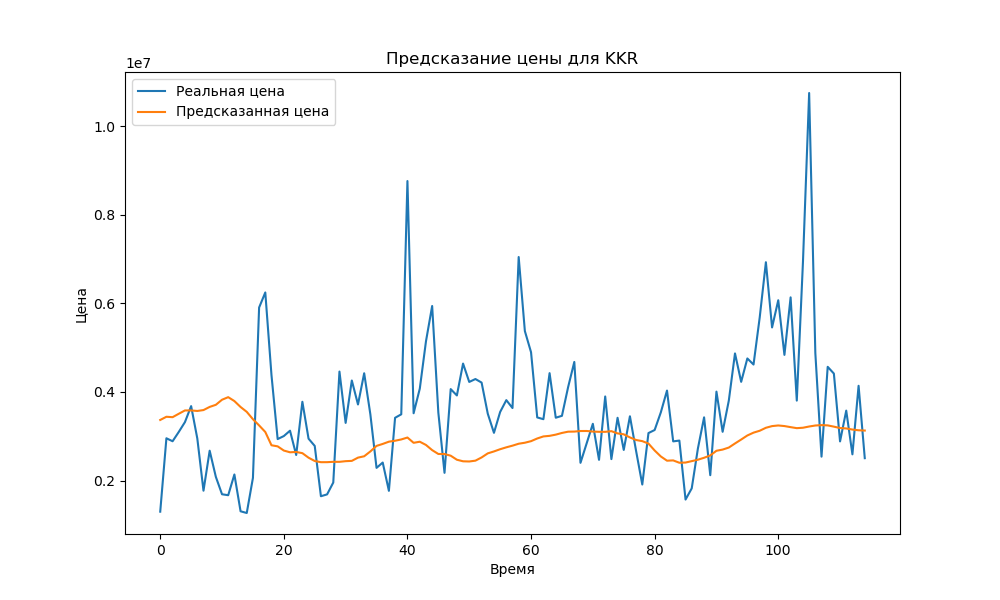 Предсказание цены для KKR
1e7
Реальная цена
Предсказанная цена
1.0
0.8
0.6
0.4
0.2
Цена
0 20 40 60 80 100
Время